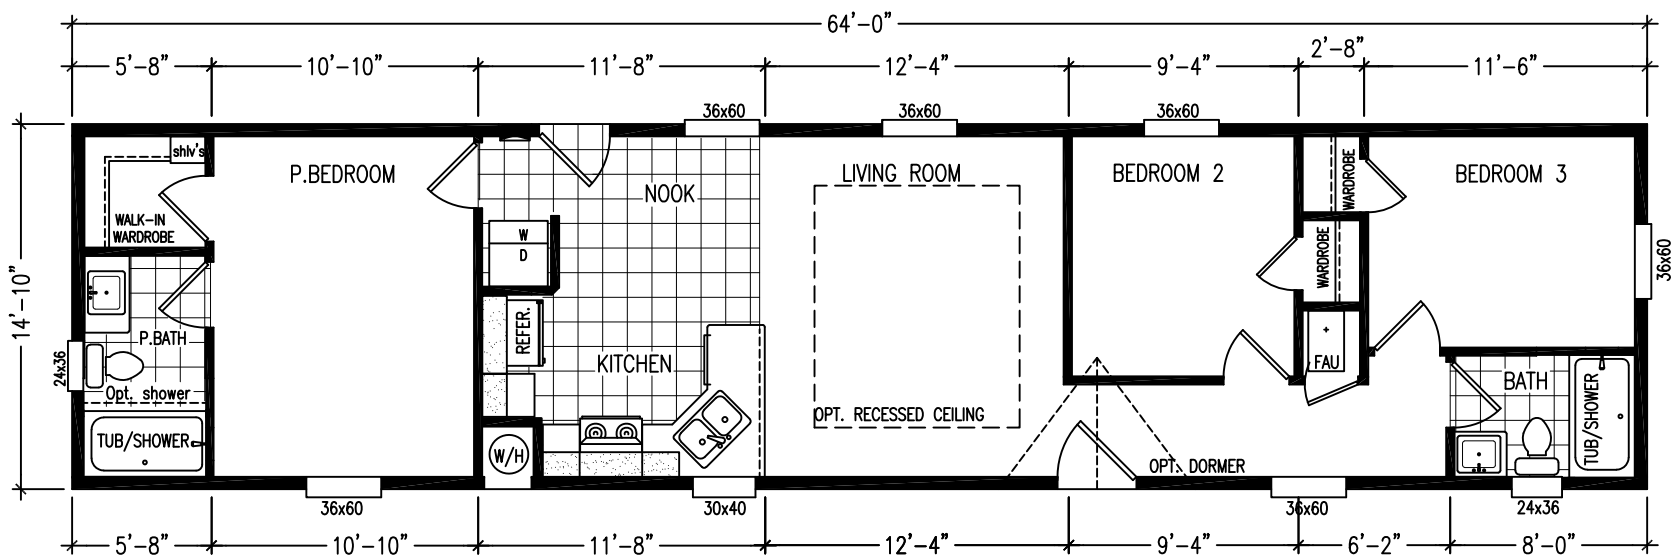 64'-0"
2'-8"
5'-8" 10'-10" 11'-8" 12'-4" 9'-4" 11'-6"
36x60 36x60 36x60
shlv's
P.BEDROOM
LIVING ROOM
BEDROOM 2
WARDROBE
BEDROOM 3
NOOK
WALK-IN
WARDROBE
W
D
WARDROBE
36x60
14'-10"
P.BATH
REFER.
KITCHEN
FAU
24x36
Opt. shower
BATH
OPT. RECESSED CEILING
TUB/SHOWER
W/H
OPT. DORMER
TUB/SHOWER
36x60 30x40 36x60 24x36
5'-8" 10'-10" 11'-8" 12'-4" 9'-4" 6'-2" 8'-0"